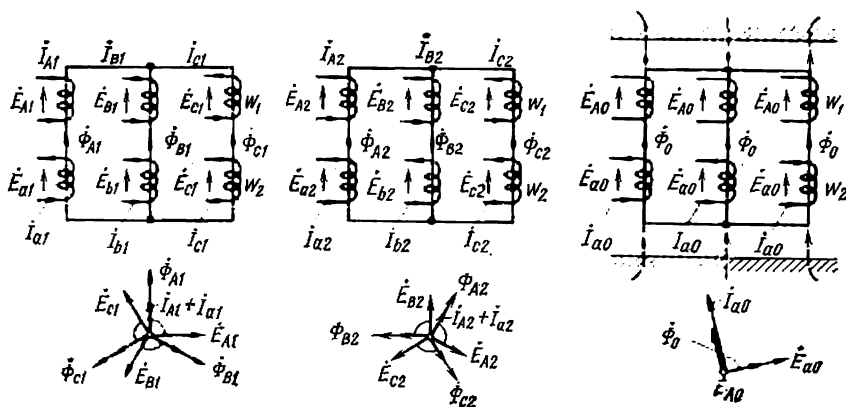 İA1 İB1 İc1 İA2 İB2 İc2
ĖA1 ĖB1 Ėc1 w1 ĖA2 ĖB2 Ėc2 w1 ĖA0 ĖA0 ĖA0 w1
Φ̇A1 Φ̇B1 Φ̇c1 Φ̇A2 Φ̇B2 Φ̇c2 Φ̇0 Φ̇0 Φ̇0
Ėa1 Ėb1 Ėc1 w2 Ėa2 Ėb2 Ėc2 w2 Ėa0 Ėa0 Ėa0 w2
İa1 İb1 İc1 İa2 İb2 İc2 İa0 İa0 İa0
Φ̇A1 Φ̇A2 İa0
Ėc1 İA1 + İa1 ĖB2 İA2 + İa2
ĖA1 ΦB2 ĖA2 Φ̇0 Ėa0
Φ̇c1 ĖB1 Φ̇B1 Ėc2 Φ̇c2